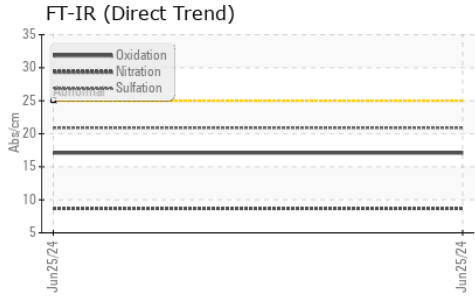 FT-IR (Direct Trend)
35
30
25
20
15
10
5
Abs/cm
Oxidation
Nitration
Sulfation
Abnormal
Jun25/24
Jun25/24